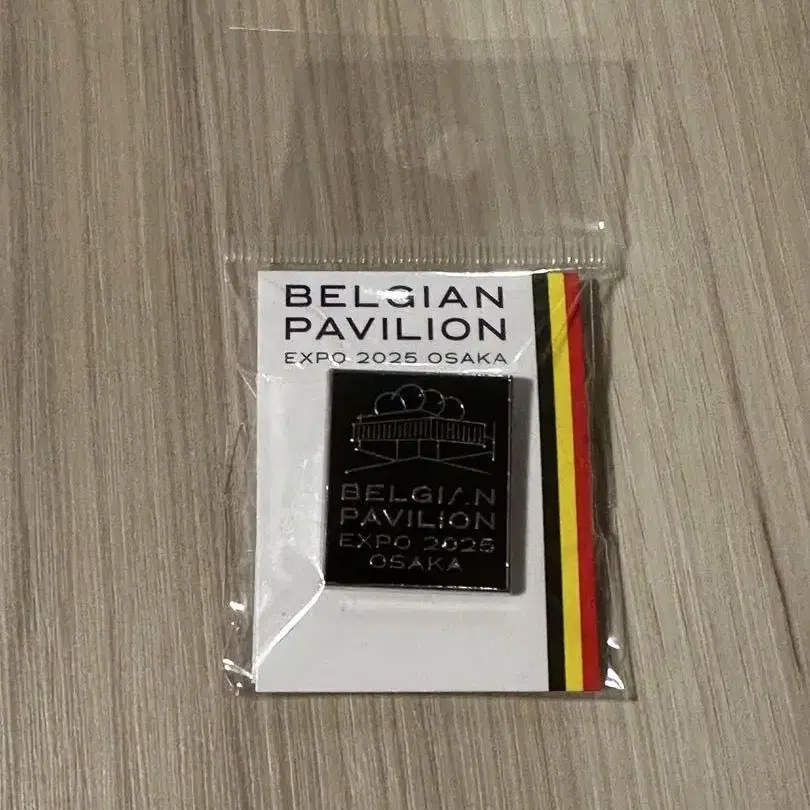 BELGIAN
PAVILION
EXPO 2025 OSAKA
BELGIAN
PAVILION
EXPO 2025
OSAKA